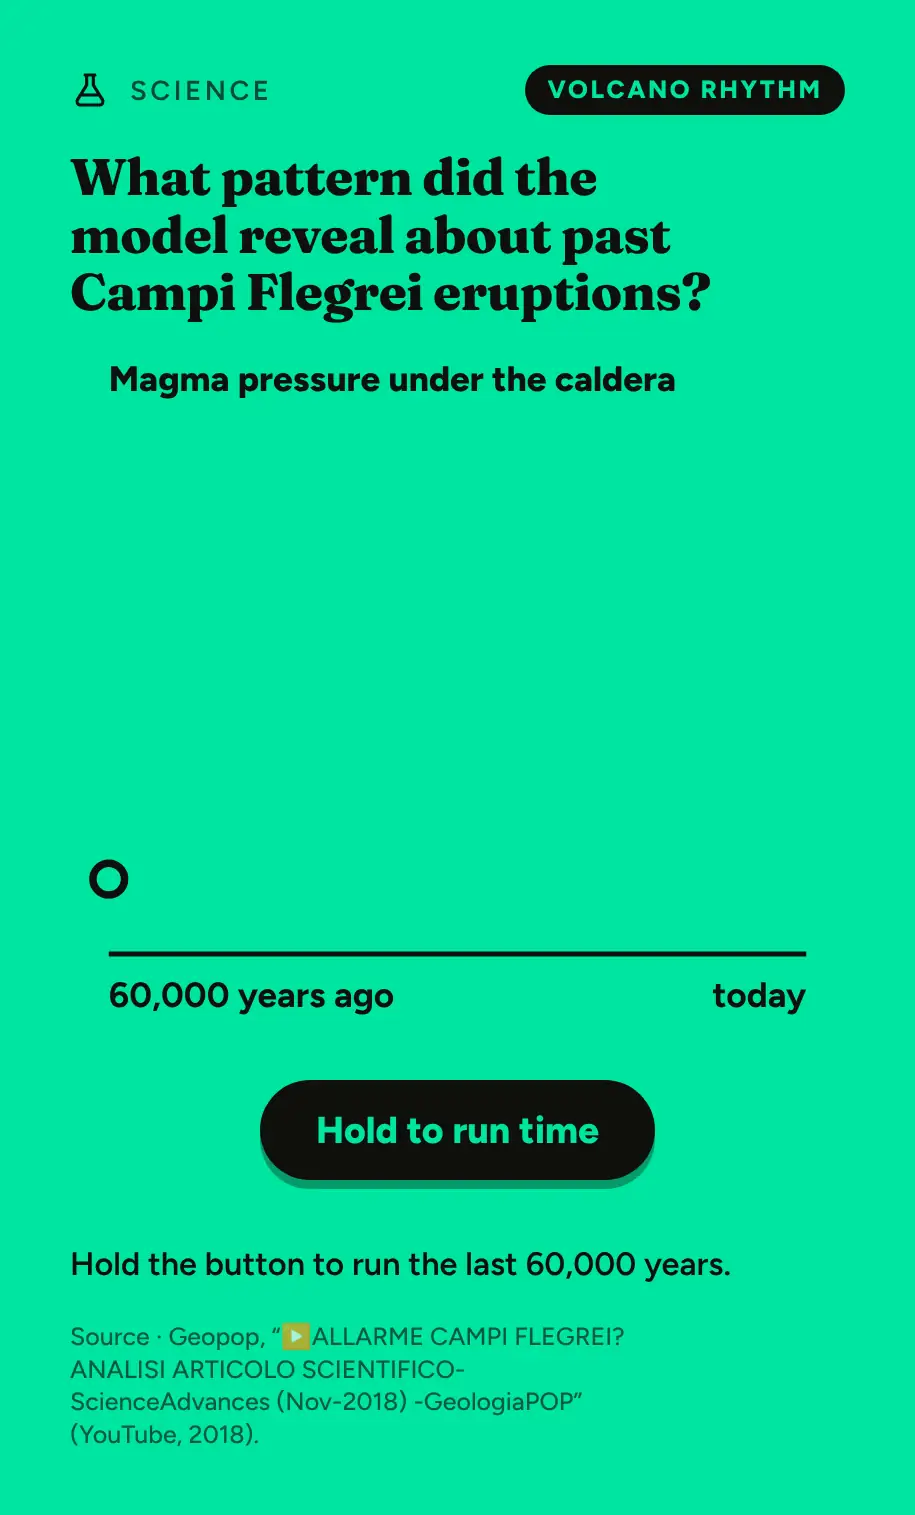 SCIENCE
VOLCANO RHYTHM
What pattern did the
model reveal about past
Campi Flegrei eruptions?
Magma pressure under the caldera
60,000 years ago
today
Hold to run time
Hold the button to run the last 60,000 years.
Source · Geopop, “▶️ALLARME CAMPI FLEGREI?
ANALISI ARTICOLO SCIENTIFICO-
ScienceAdvances (Nov-2018) -GeologiaPOP”
(YouTube, 2018).